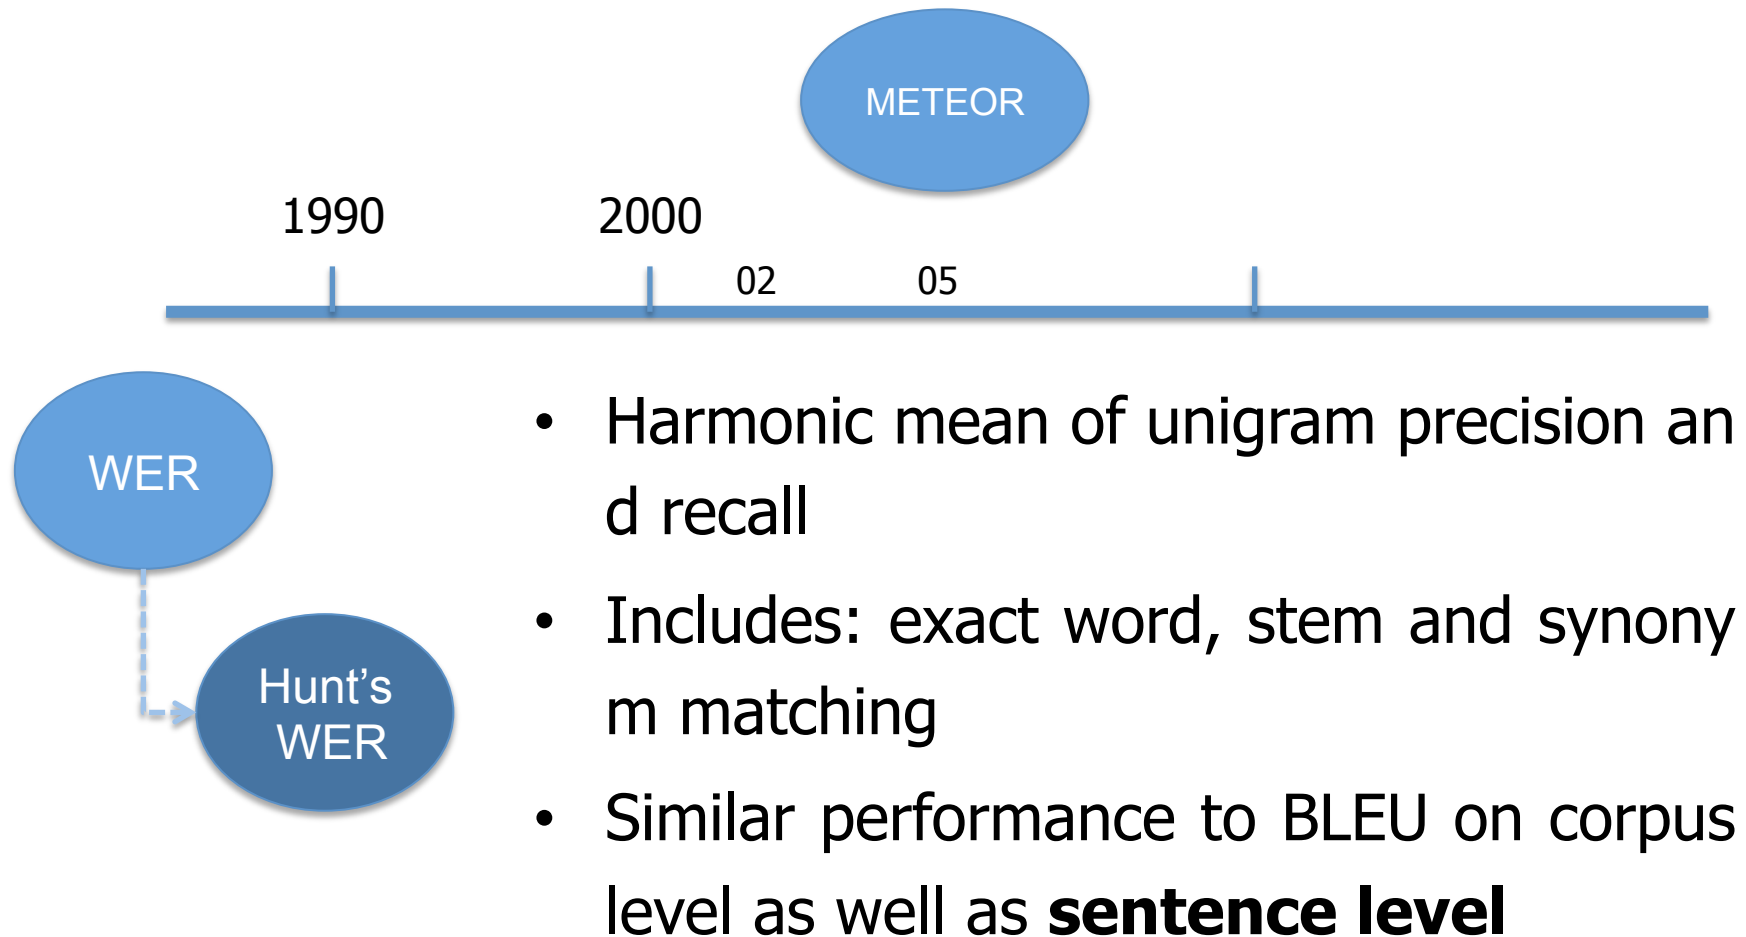 METEOR
1990 2000
02 05
WER
Hunt's
WER
• Harmonic mean of unigram precision an
d recall
• Includes: exact word, stem and synony
m matching
• Similar performance to BLEU on corpus
level as well as sentence level